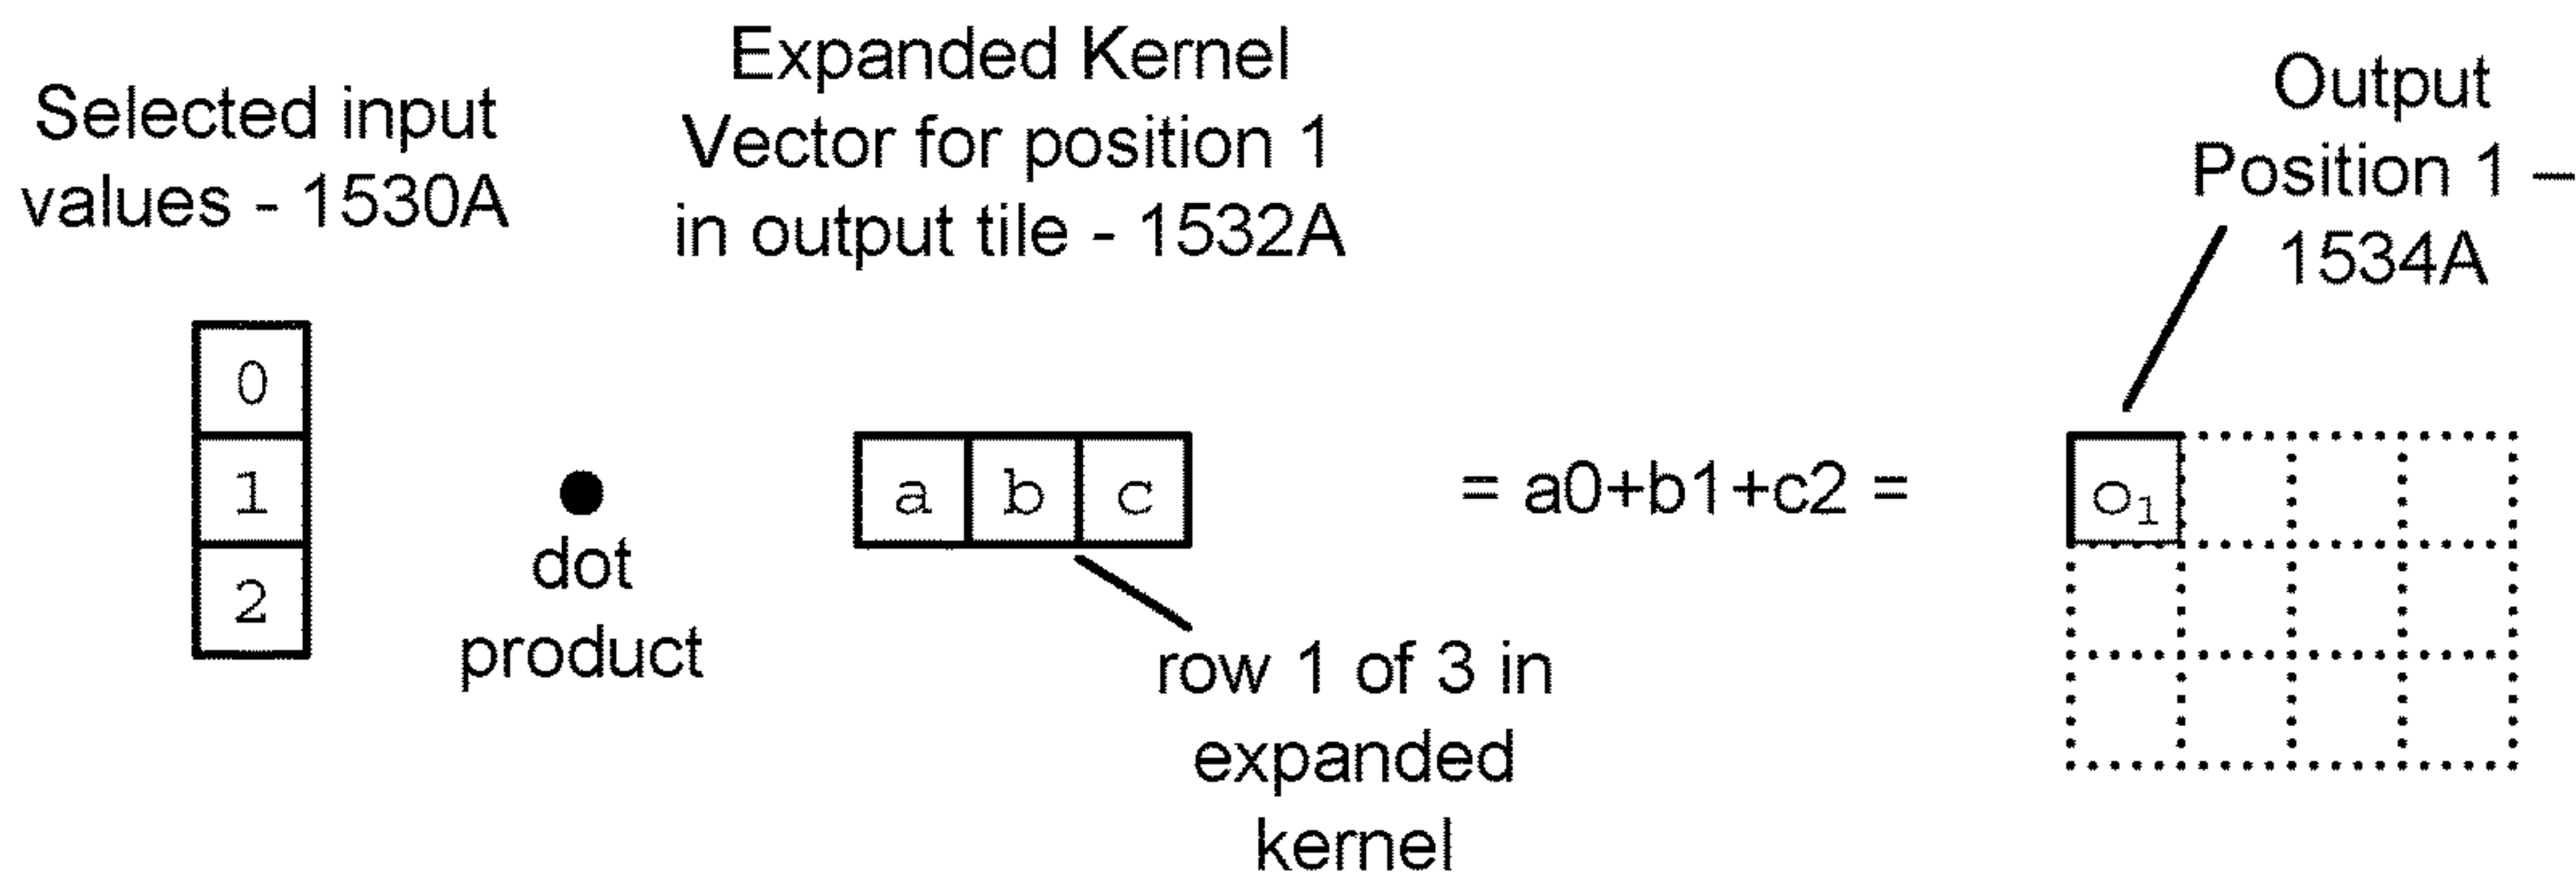 Selected input
values - 1530A
Expanded Kernel
Vector for position 1
in output tile - 1532A
Output
Position 1 –
1534A
0
1
2
dot
product
a b c
row 1 of 3 in
expanded
kernel
= a0+b1+c2 =
o₁